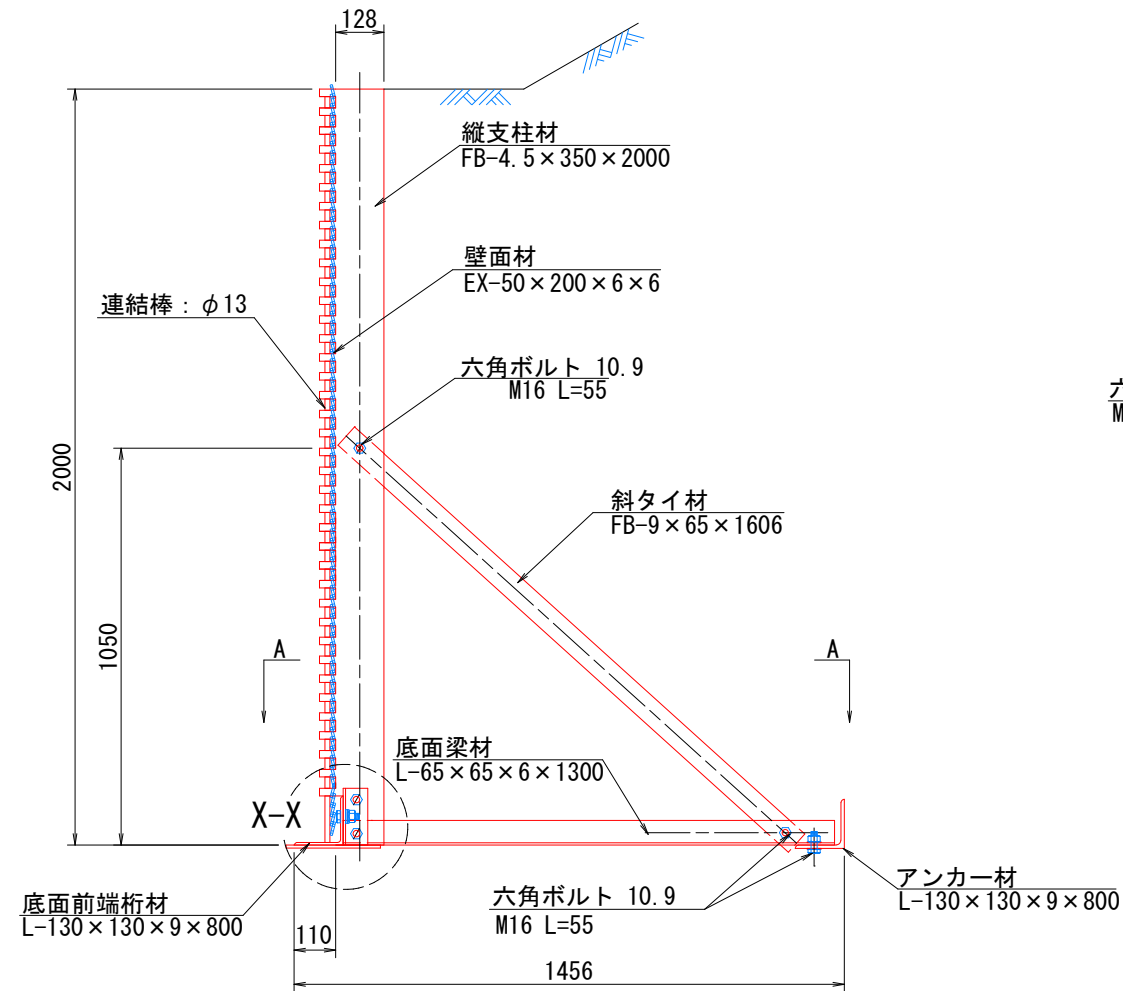 128
縦支柱材
FB-4.5×350×2000
壁面材
EX-50×200×6×6
連結棒：φ13
六角ボルト 10.9
M16 L=55
六
M
2000
1050
斜タイ材
FB-9×65×1606
A
A
底面梁材
L-65×65×6×1300
X-X
底面前端桁材
L-130×130×9×800
六角ボルト 10.9
M16 L=55
アンカー材
L-130×130×9×800
110
1456